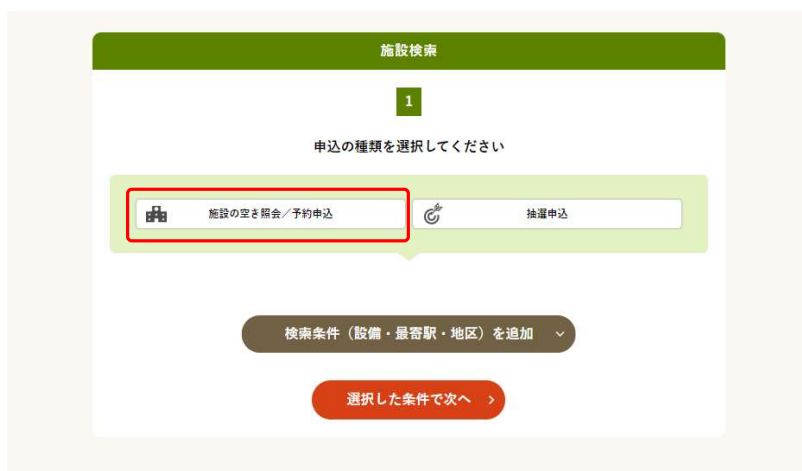 施設検索
1
申込の種類を選択してください
施設の空き照会／予約申込
抽選申込
検索条件（設備・最寄駅・地区）を追加
選択した条件で次へ